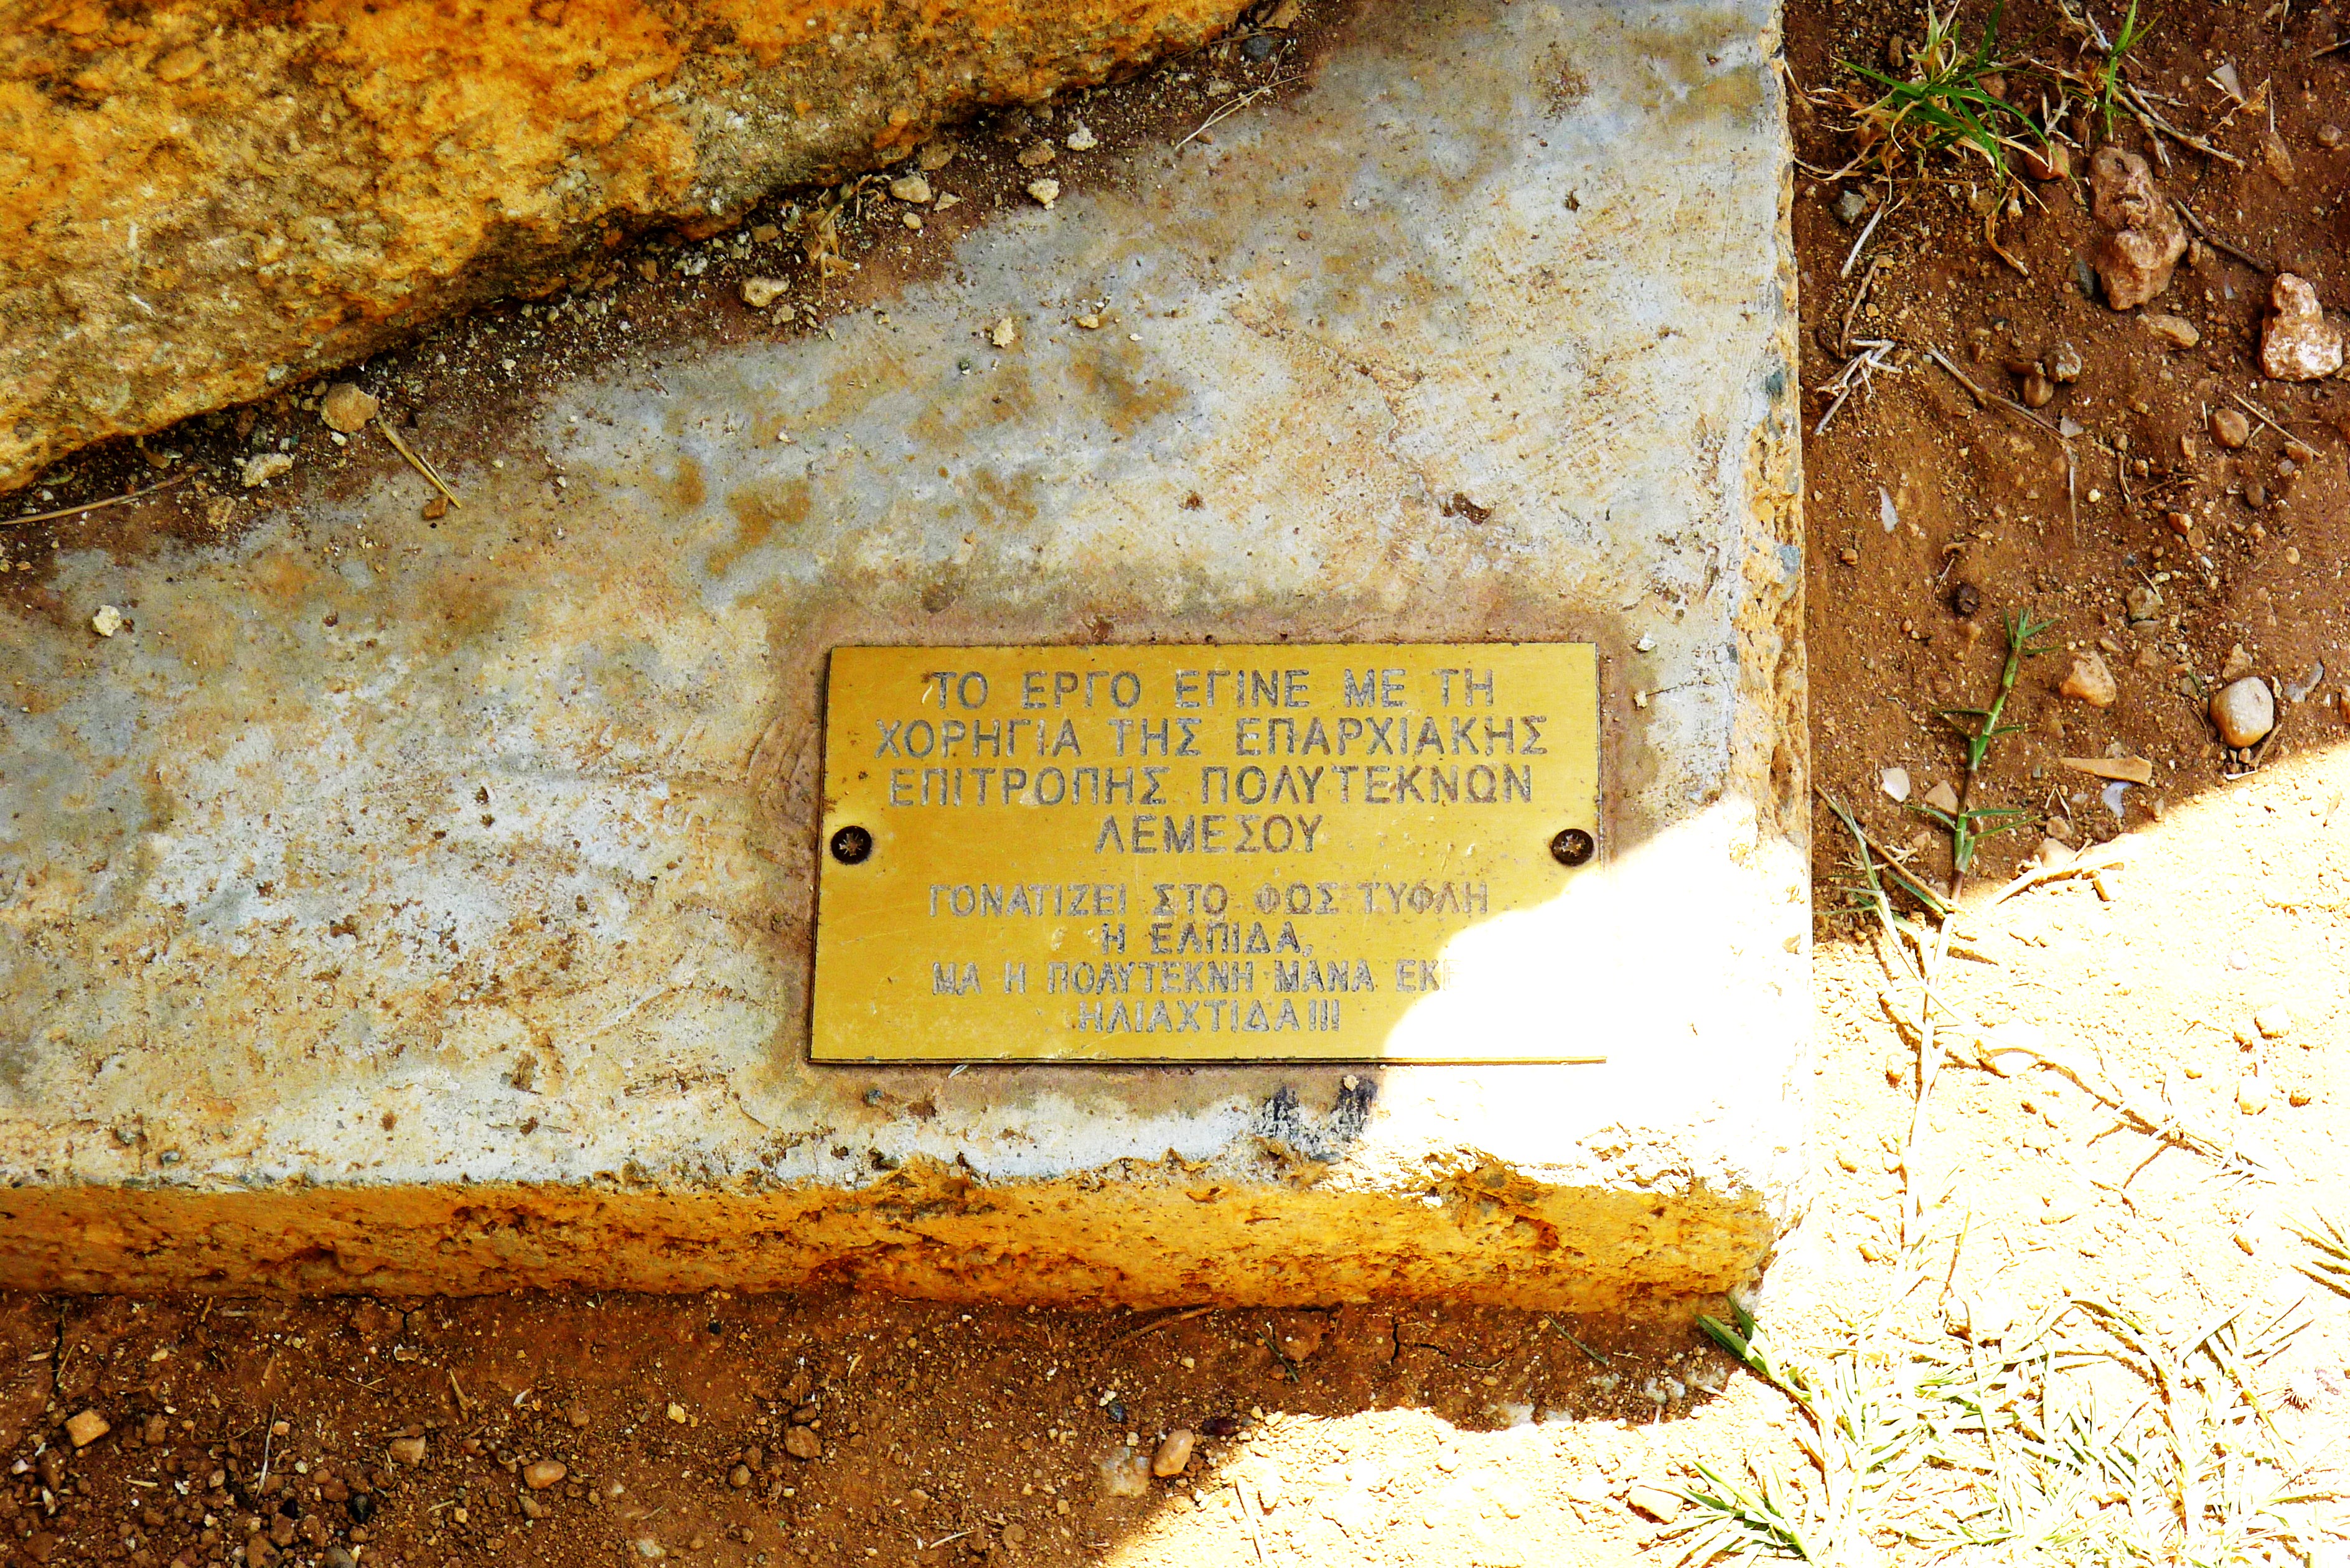 ΤΟ ΕΡΓΟ ΕΓΙΝΕ ΜΕ ΤΗ
ΧΟΡΗΓΙΑ ΤΗΣ ΕΠΑΡΧΙΑΚΗΣ
ΕΠΙΤΡΟΠΗΣ ΠΟΛΥΤΕΚΝΩΝ
ΛΕΜΕΣΟΥ
ΓΟΝΑΤΙΖΕΙ ΣΤΟ ΦΩΣ ΤΥΦΛΗ
Η ΕΛΠΙΔΑ,
ΜΑ Η ΠΟΛΥΤΕΚΝΗ ΜΑΝΑ
ΗΛΙΑΧΤΙΔΑ!!!